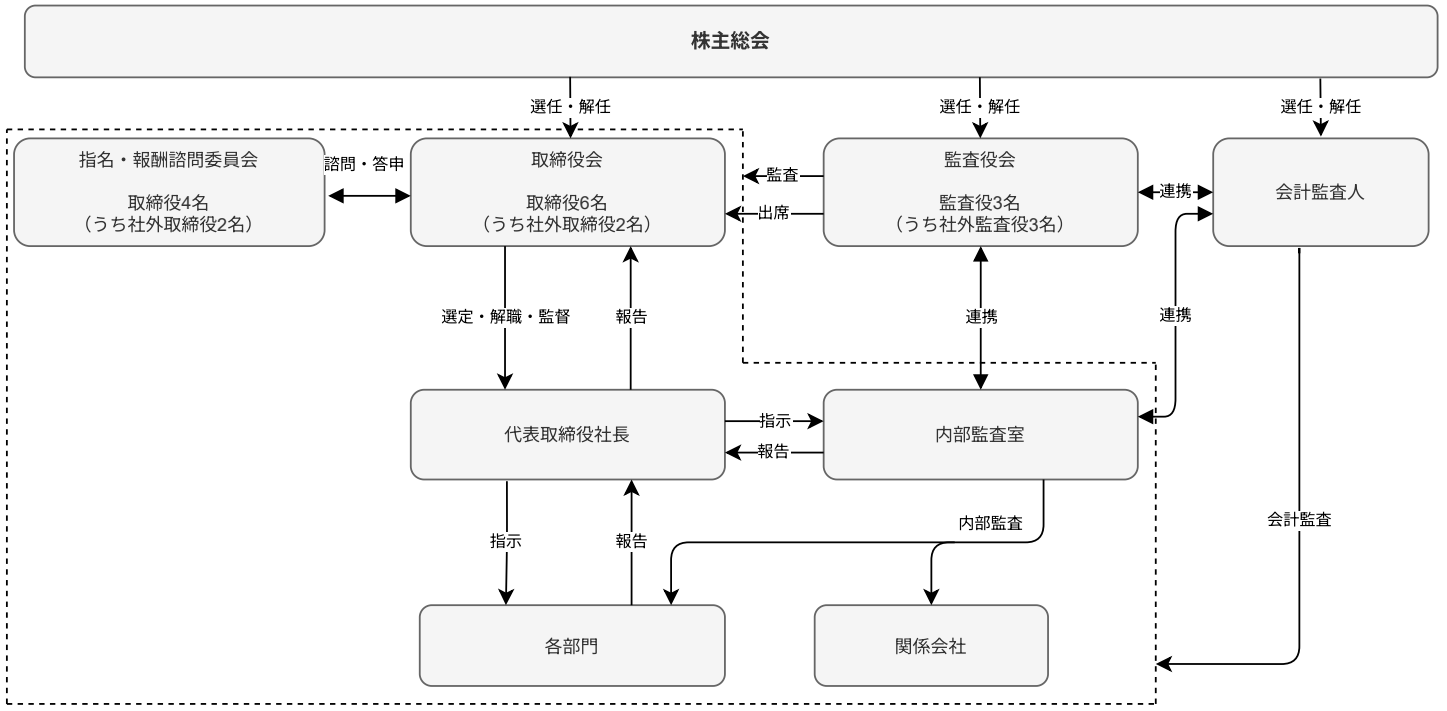 株主総会
選任・解任
選任・解任
選任・解任
指名・報酬諮問委員会
取締役4名
（うち社外取締役2名）
諮問・答申
取締役会
取締役6名
（うち社外取締役2名）
監査
出席
監査役会
監査役3名
（うち社外監査役3名）
連携
会計監査人
選定・解職・監督
報告
連携
連携
代表取締役社長
指示
報告
内部監査室
指示
報告
内部監査
会計監査
各部門
関係会社